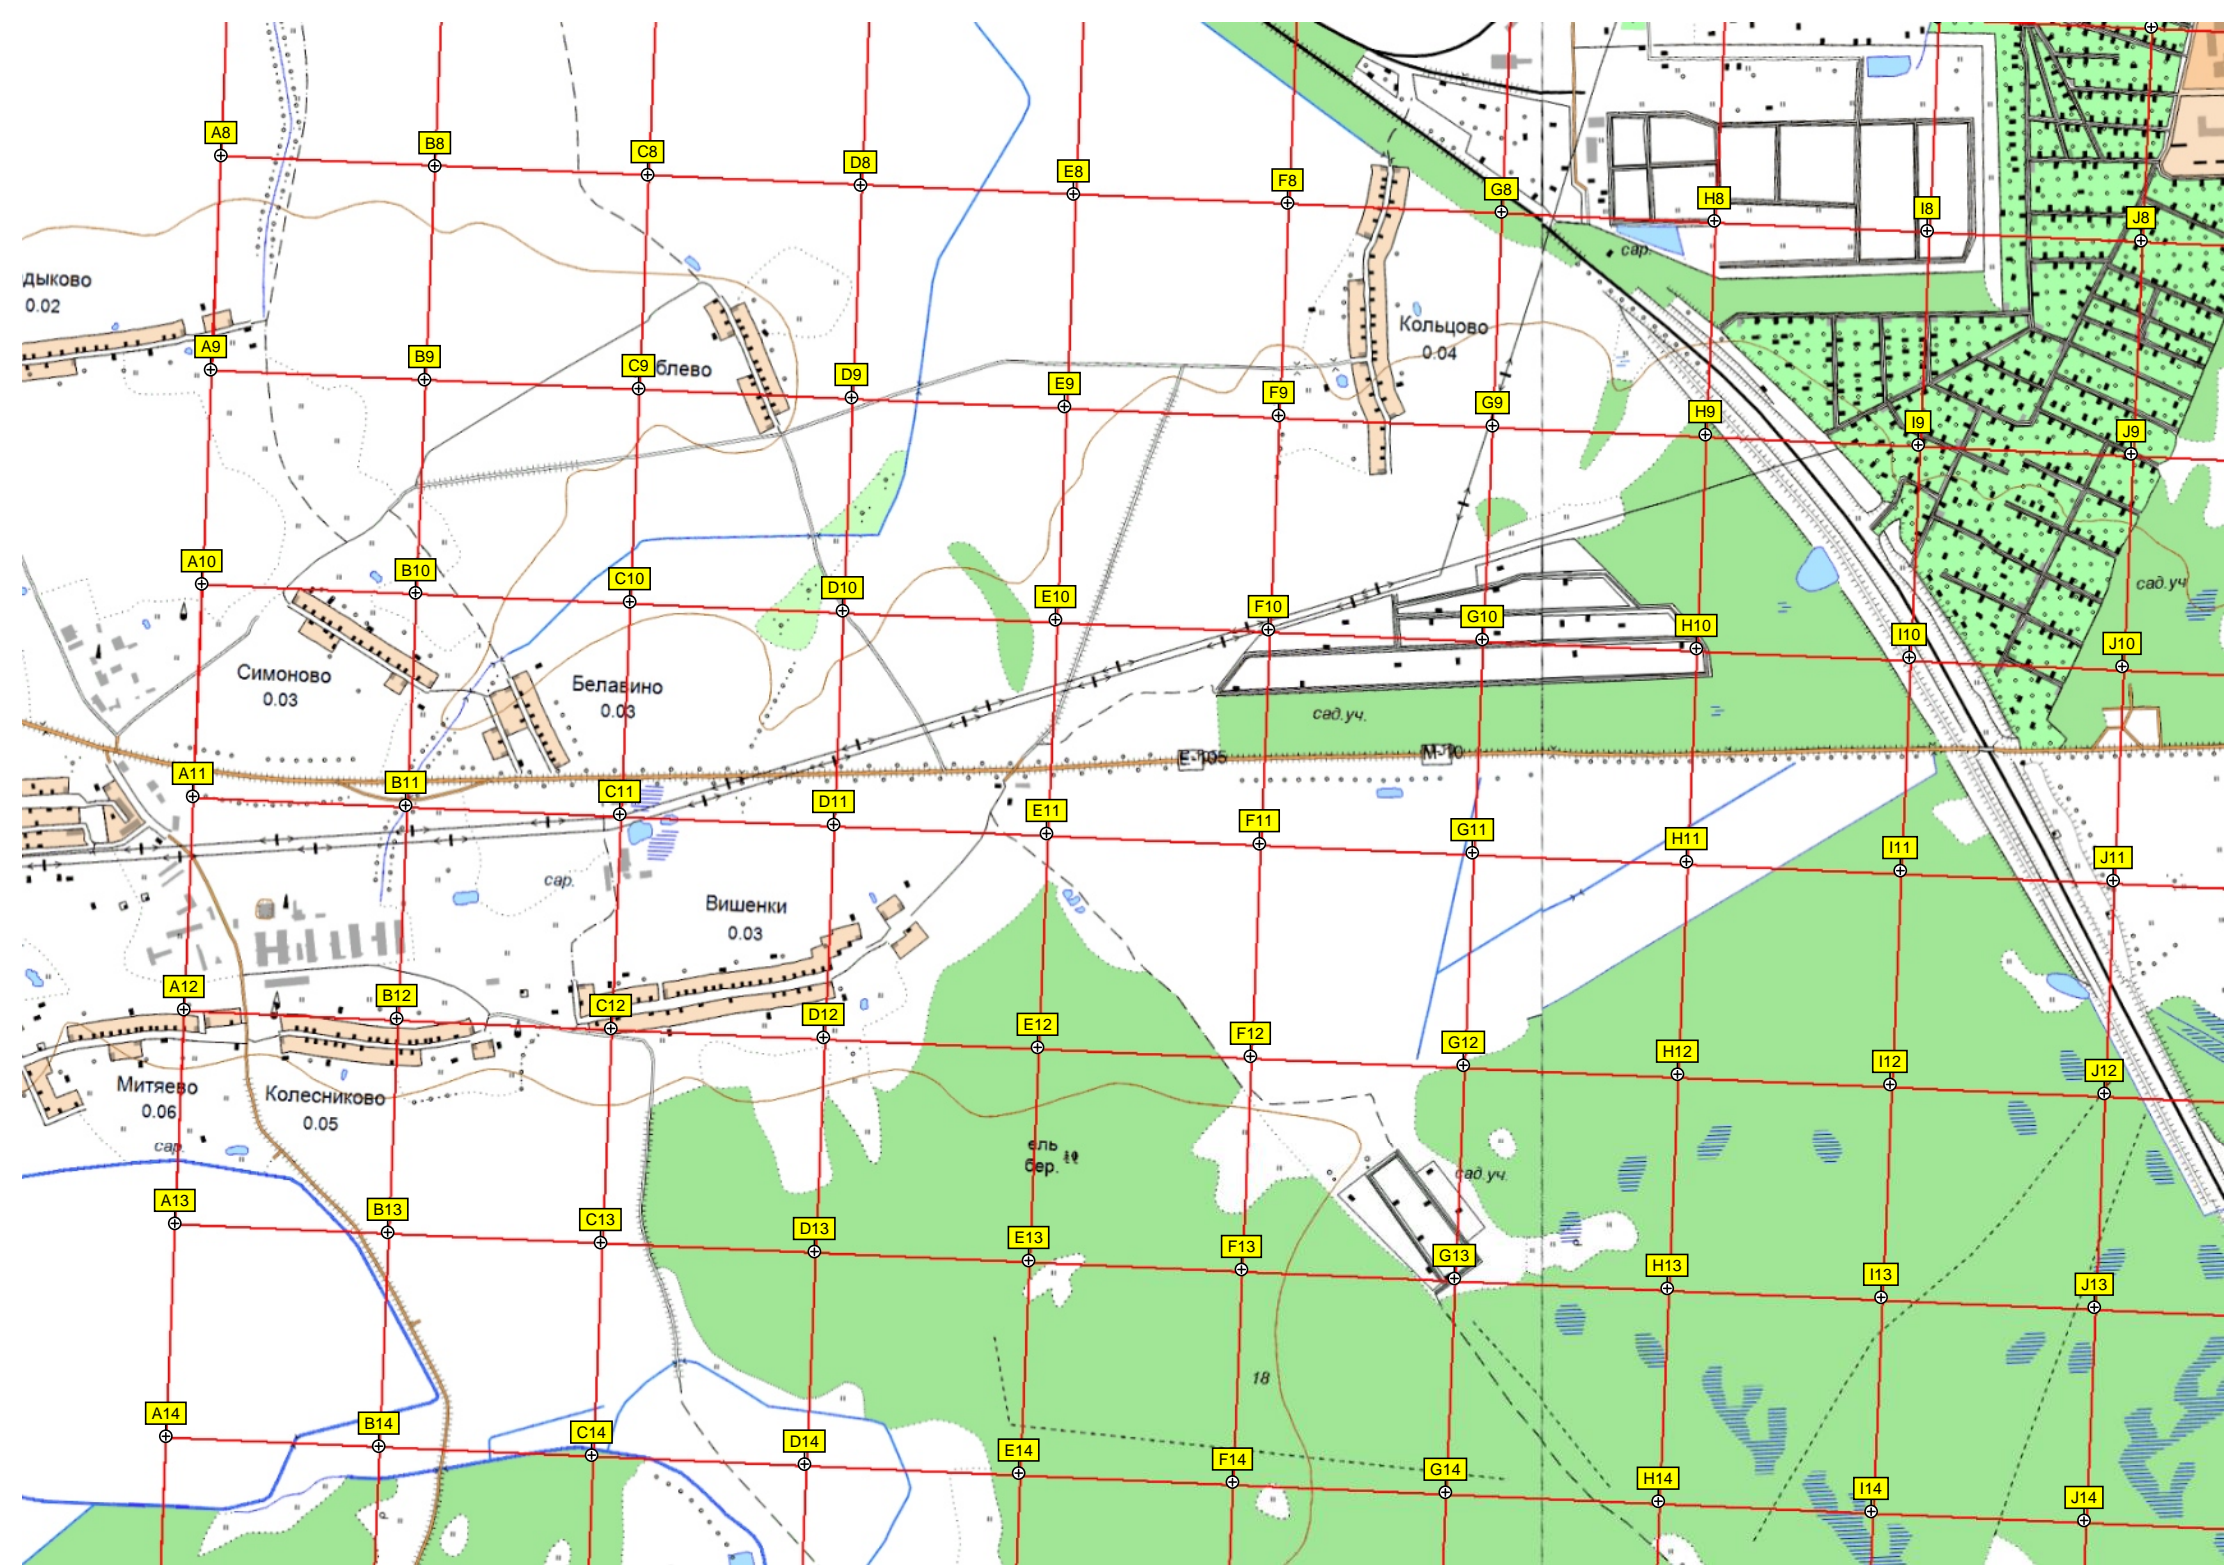 A8
B8
C8
D8
E8
F8
G8
H8
I8
J8
сар.
дыково
0.02
Кольцово
0.04
A9
B9
C9
блево
D9
E9
F9
G9
H9
I9
J9
A10
B10
C10
D10
E10
F10
G10
H10
I10
J10
сад.уч
Симоново
0.03
Белавино
0.03
сад.уч.
E-105
М-10
A11
B11
C11
D11
E11
F11
G11
H11
I11
J11
сар.
Вишенки
0.03
A12
B12
C12
D12
E12
F12
G12
H12
I12
J12
Митяево
0.06
Колесниково
0.05
сар.
ель
бер.
сад.уч.
A13
B13
C13
D13
E13
F13
G13
H13
I13
J13
18
A14
B14
C14
D14
E14
F14
G14
H14
I14
J14